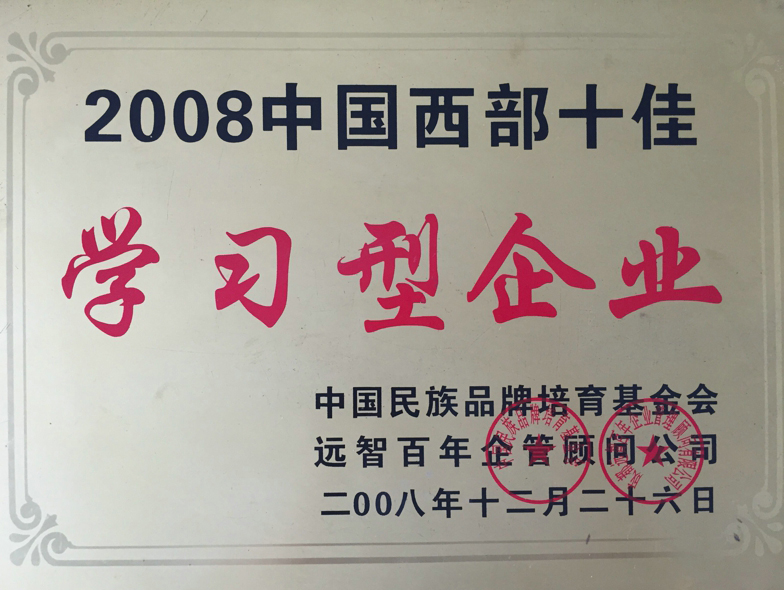 2008中国西部十佳
学习型企业
中国民族品牌培育基金会
远智百年企管顾问公司
二00八年十二月二十六日